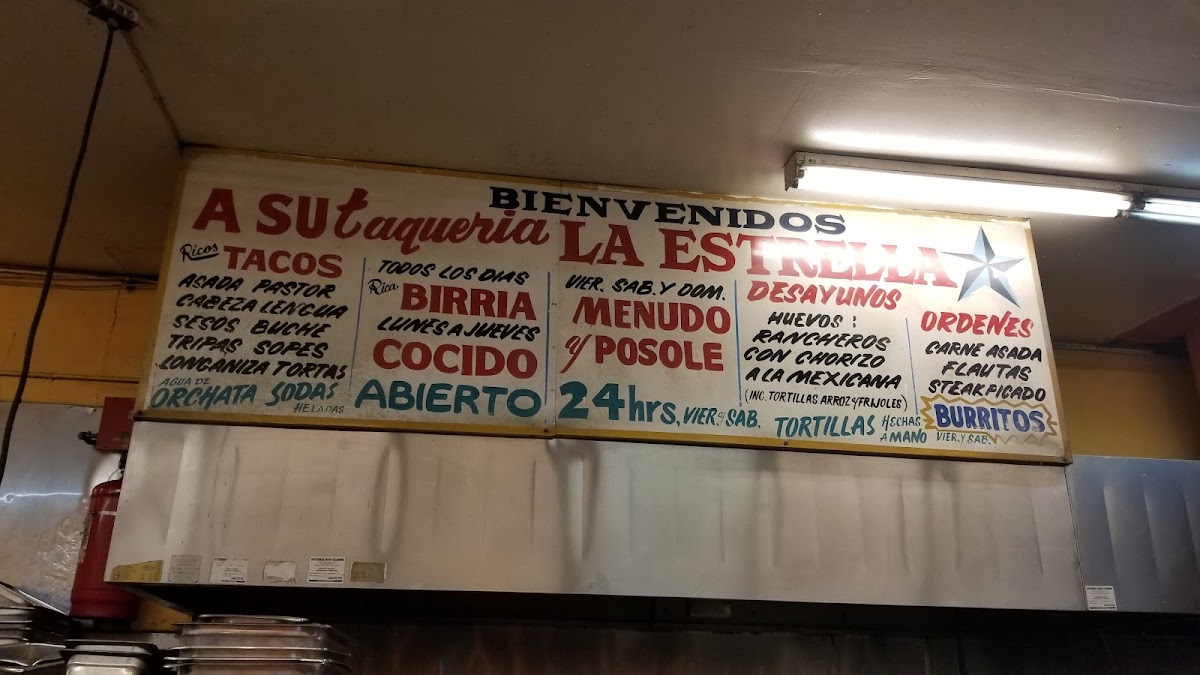 BIENVENIDOS
A SU taqueria LA ESTRELLA
Ricos TACOS
ASADA PASTOR
CABEZA LENGUA
SESOS BUCHE
TRIPAS SOPES
LONGANIZA TORTAS
AGUA DE
ORCHATA SODAS
HELADAS
TODOS LOS DIAS
Rica BIRRIA
LUNES A JUEVES
COCIDO
VIER. SAB. Y DOM.
MENUDO
y POSOLE
DESAYUNOS
HUEVOS:
RANCHEROS
CON CHORIZO
A LA MEXICANA
(INC. TORTILLAS ARROZ y FRIJOLES)
ORDENES
CARNE ASADA
FLAUTAS
STEAK PICADO
BURRITOS
ABIERTO 24hrs. VIER. y SAB. TORTILLAS HECHAS
A MANO VIER. Y SAB.